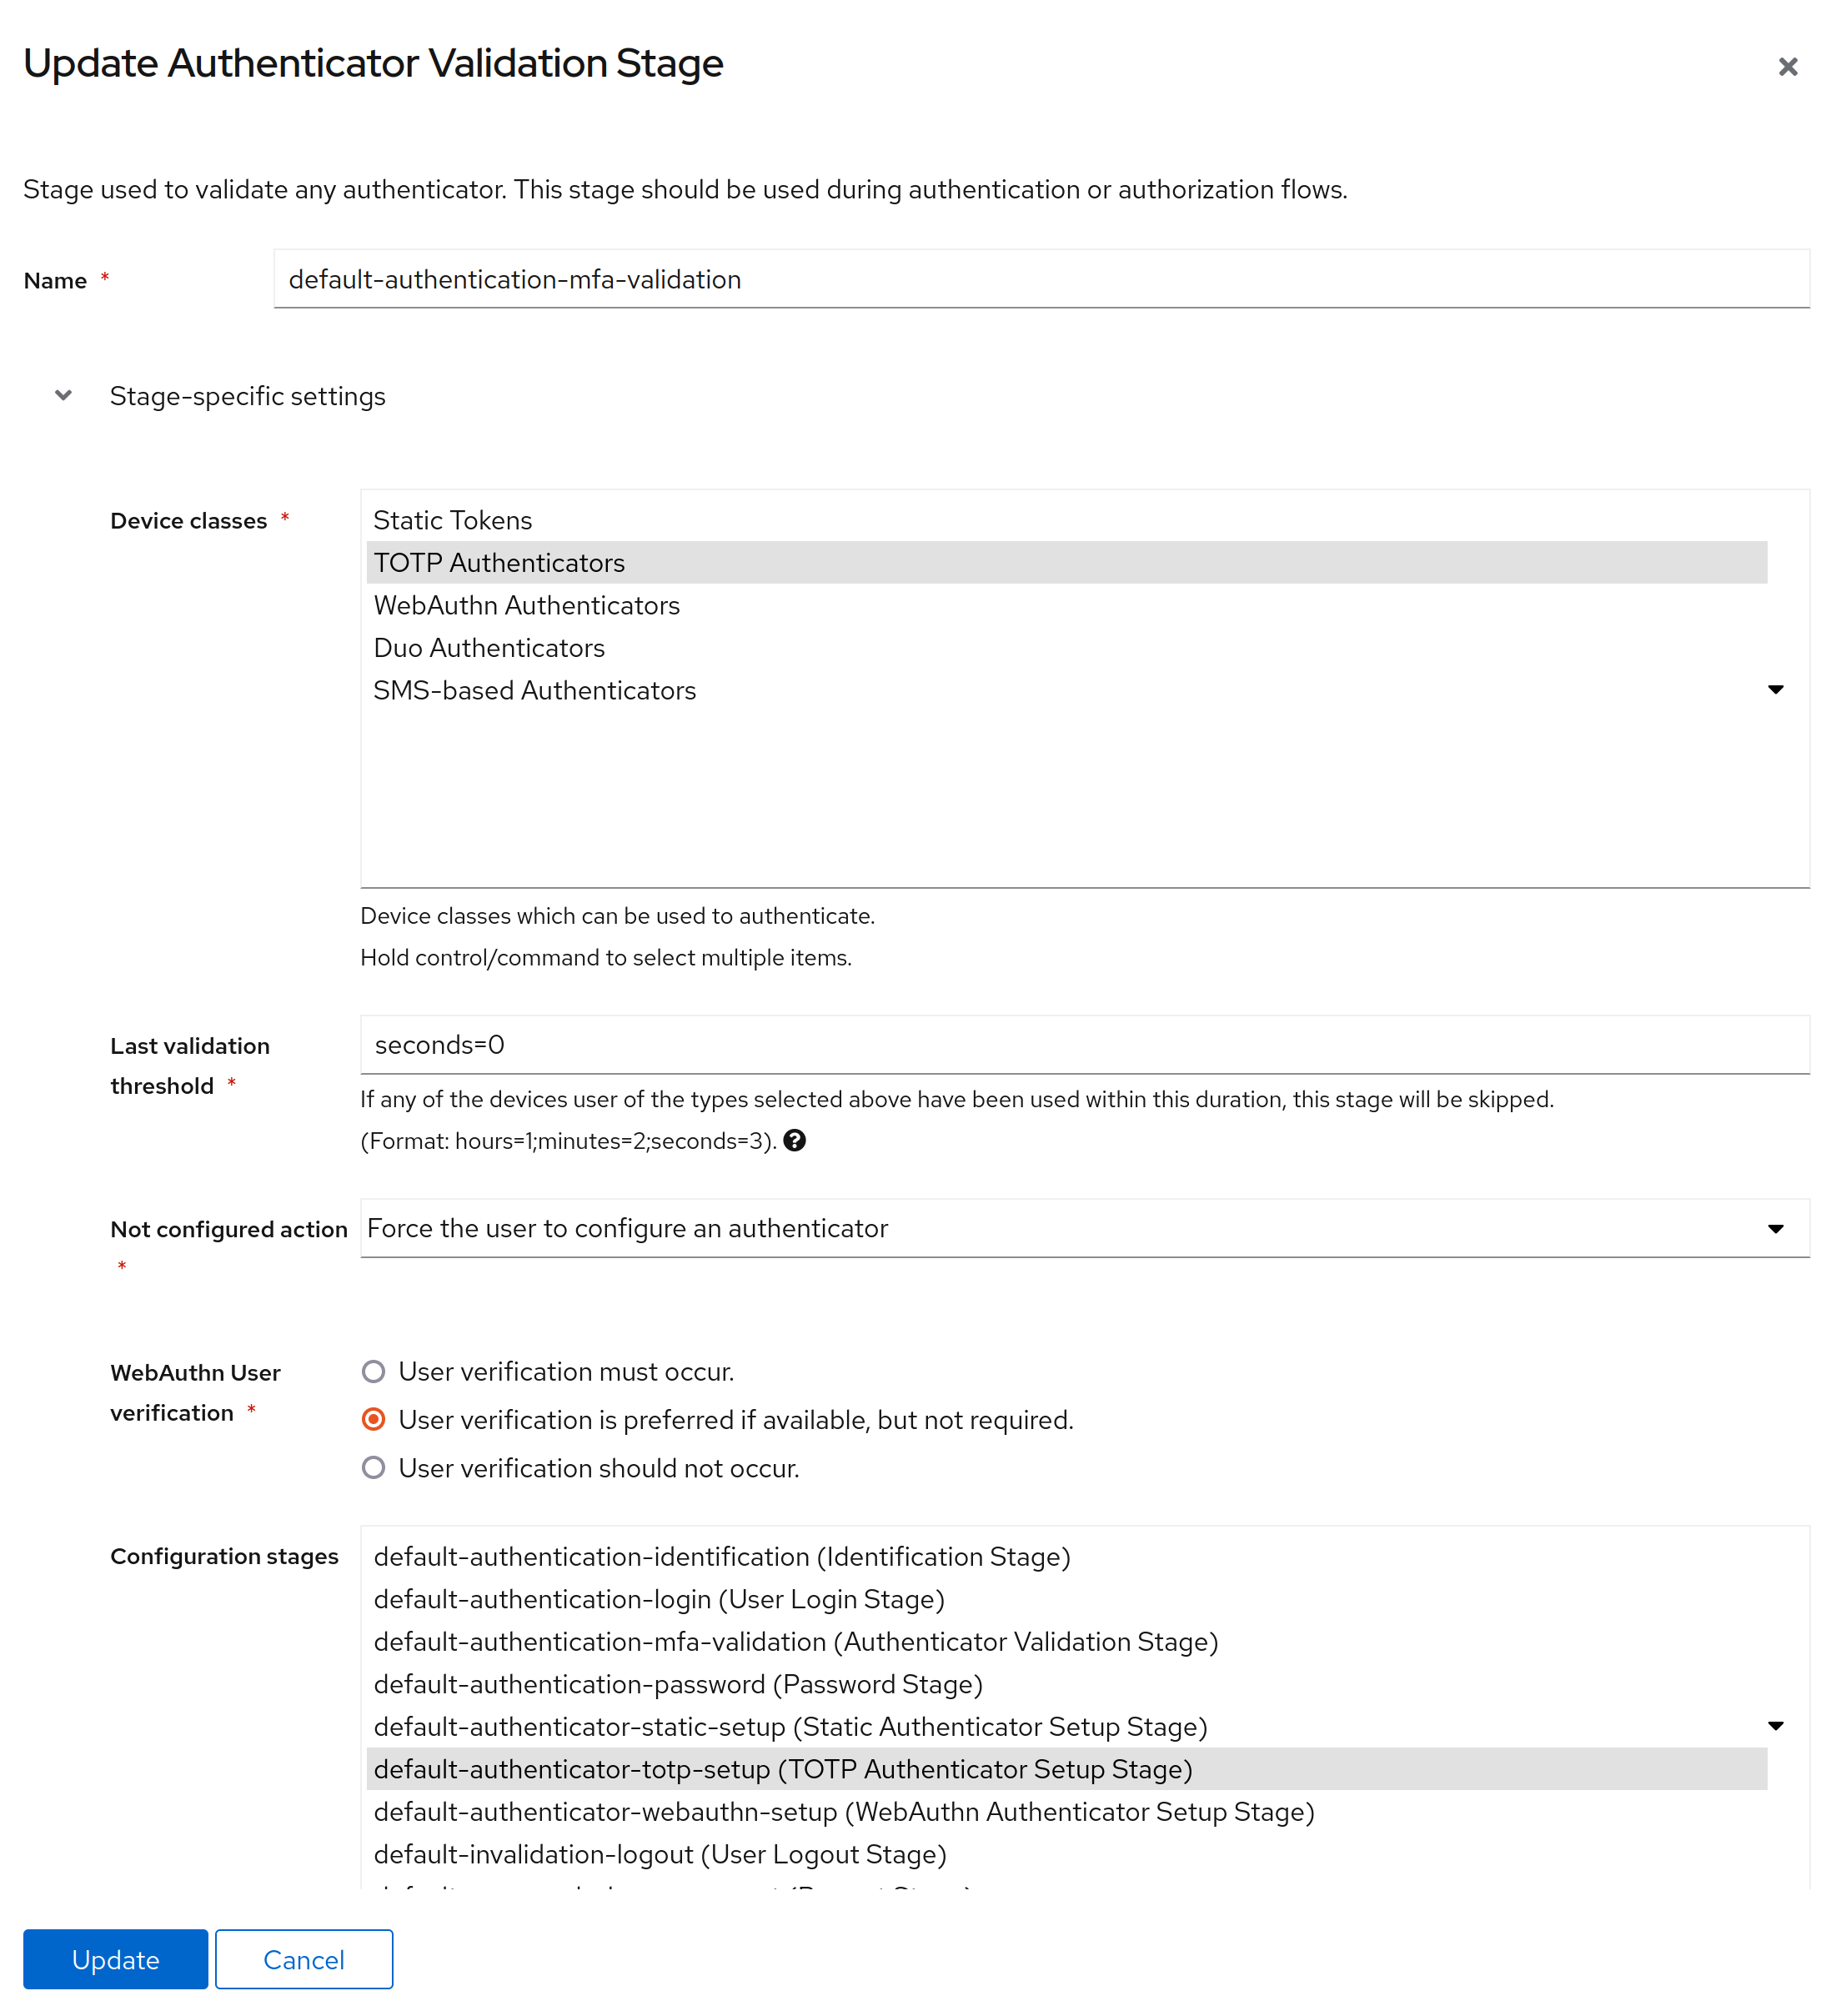 Update Authenticator Validation Stage
Stage used to validate any authenticator. This stage should be used during authentication or authorization flows.
Name *
default-authentication-mfa-validation
Stage-specific settings
Device classes *
Static Tokens
TOTP Authenticators
WebAuthn Authenticators
Duo Authenticators
SMS-based Authenticators
Device classes which can be used to authenticate.
Hold control/command to select multiple items.
Last validation
threshold *
seconds=0
If any of the devices user of the types selected above have been used within this duration, this stage will be skipped.
(Format: hours=1;minutes=2;seconds=3).
Not configured action
*
Force the user to configure an authenticator
WebAuthn User
verification *
User verification must occur.
User verification is preferred if available, but not required.
User verification should not occur.
Configuration stages
default-authentication-identification (Identification Stage)
default-authentication-login (User Login Stage)
default-authentication-mfa-validation (Authenticator Validation Stage)
default-authentication-password (Password Stage)
default-authenticator-static-setup (Static Authenticator Setup Stage)
default-authenticator-totp-setup (TOTP Authenticator Setup Stage)
default-authenticator-webauthn-setup (WebAuthn Authenticator Setup Stage)
default-invalidation-logout (User Logout Stage)
Update
Cancel